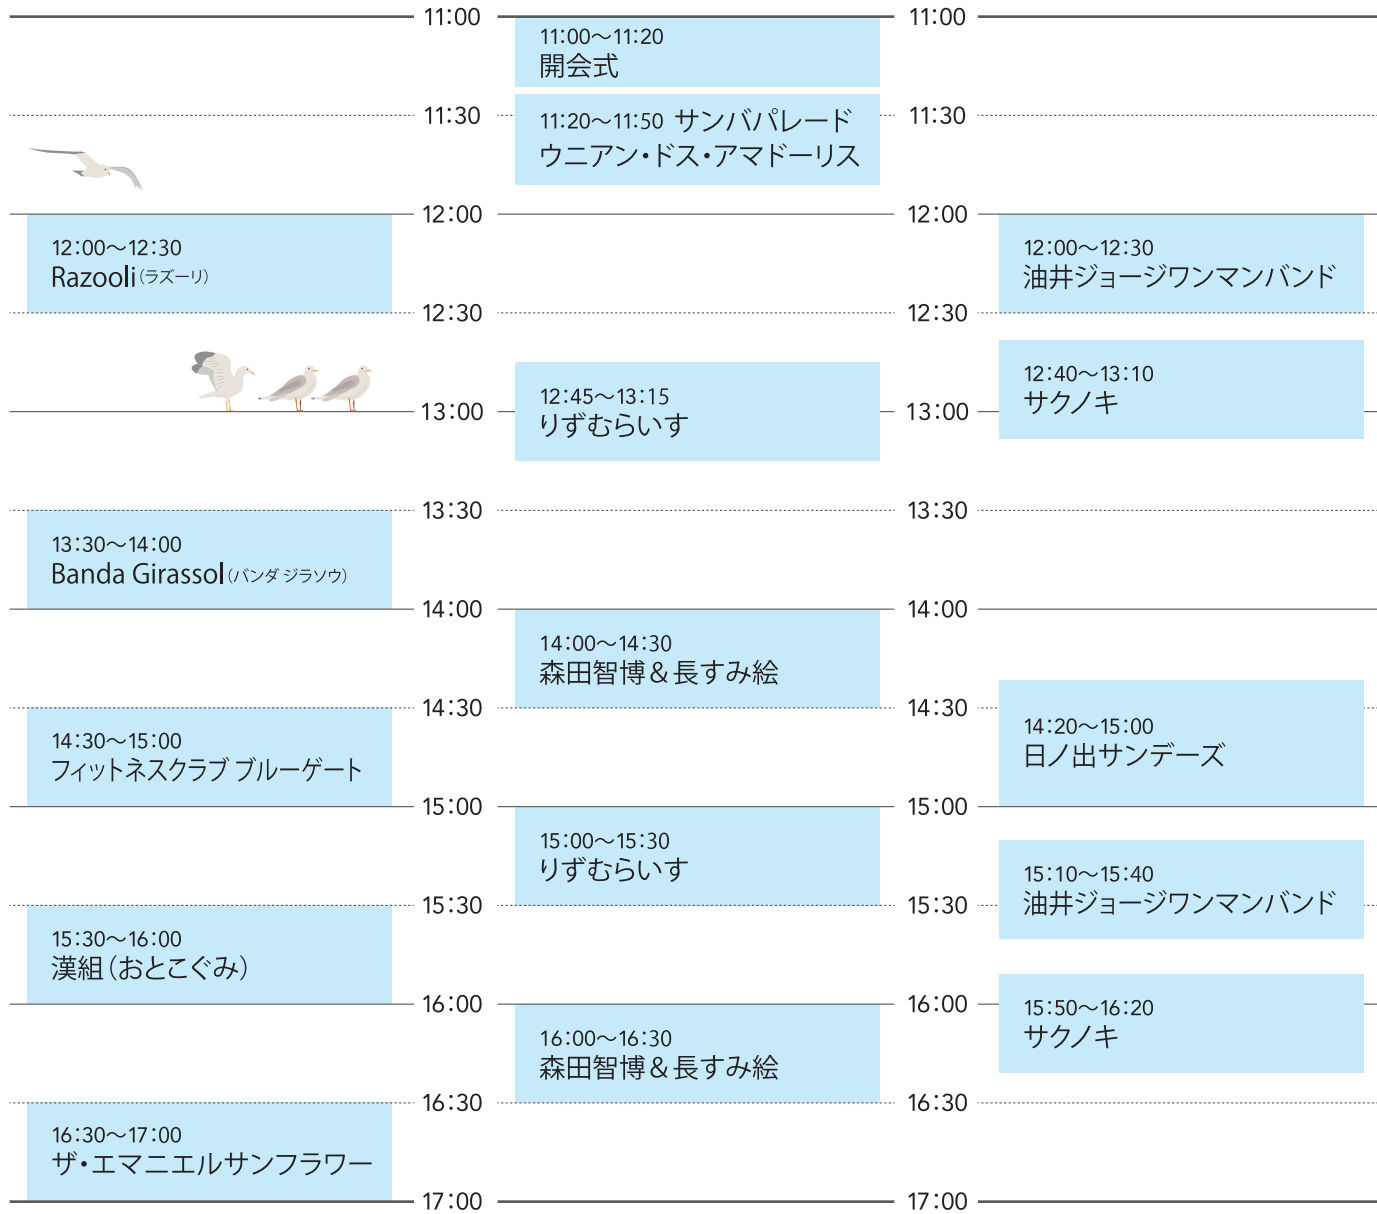 11:00
11:00
11:00～11:20
開会式
11:30
11:30
11:20～11:50 サンバパレード
ウニアン・ドス・アマドーリス
12:00
12:00
12:00～12:30
Razooli（ラズーリ）
12:00～12:30
油井ジョージワンマンバンド
12:30
12:30
12:45～13:15
りずむらいす
12:40～13:10
サクノキ
13:00
13:00
13:30
13:30
13:30～14:00
Banda Girassol（バンダ ジラソウ）
14:00
14:00
14:00～14:30
森田智博＆長すみ絵
14:30
14:30
14:30～15:00
フィットネスクラブ ブルーゲート
14:20～15:00
日ノ出サンデーズ
15:00
15:00
15:00～15:30
りずむらいす
15:10～15:40
油井ジョージワンマンバンド
15:30
15:30
15:30～16:00
漢組（おとこぐみ）
16:00
16:00
15:50～16:20
サクノキ
16:00～16:30
森田智博＆長すみ絵
16:30
16:30
16:30～17:00
ザ・エマニエルサンフラワー
17:00
17:00